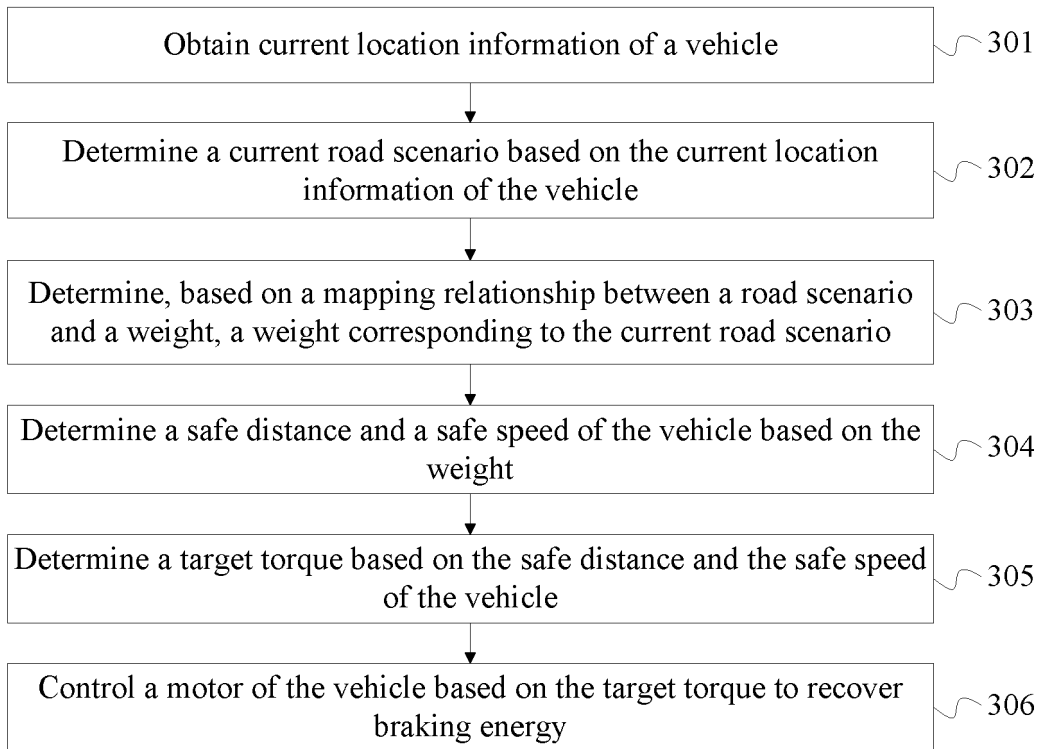 Obtain current location information of a vehicle
301
Determine a current road scenario based on the current location
information of the vehicle
302
Determine, based on a mapping relationship between a road scenario
and a weight, a weight corresponding to the current road scenario
303
Determine a safe distance and a safe speed of the vehicle based on the
weight
304
Determine a target torque based on the safe distance and the safe speed
of the vehicle
305
Control a motor of the vehicle based on the target torque to recover
braking energy
306